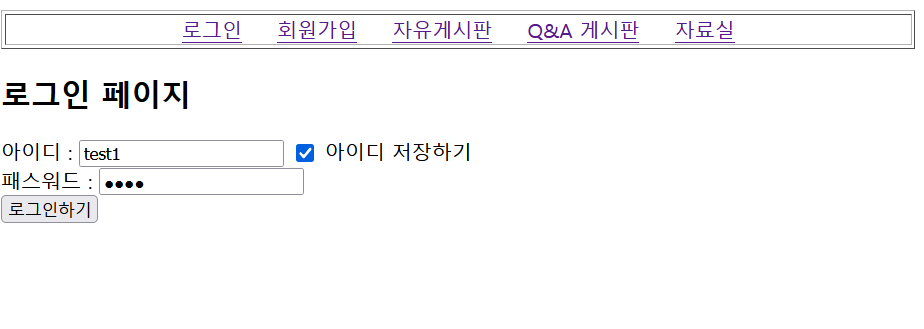 로그인 회원가입 자유게시판 Q&A 게시판 자료실
로그인 페이지
아이디 : test1 아이디 저장하기
패스워드 : ••••
로그인하기